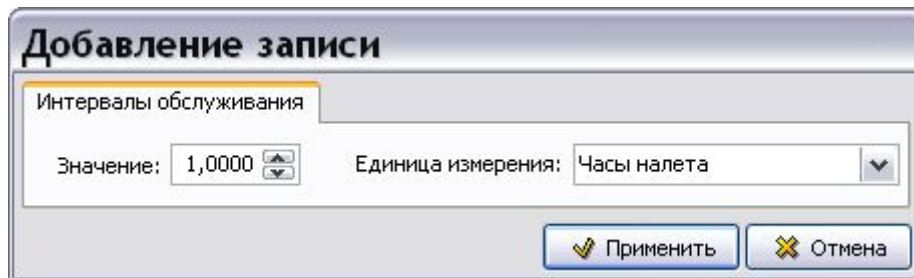 Добавление записи
Интервалы обслуживания
Значение: 1,0000 Единица измерения: Часы налета
Применить Отмена